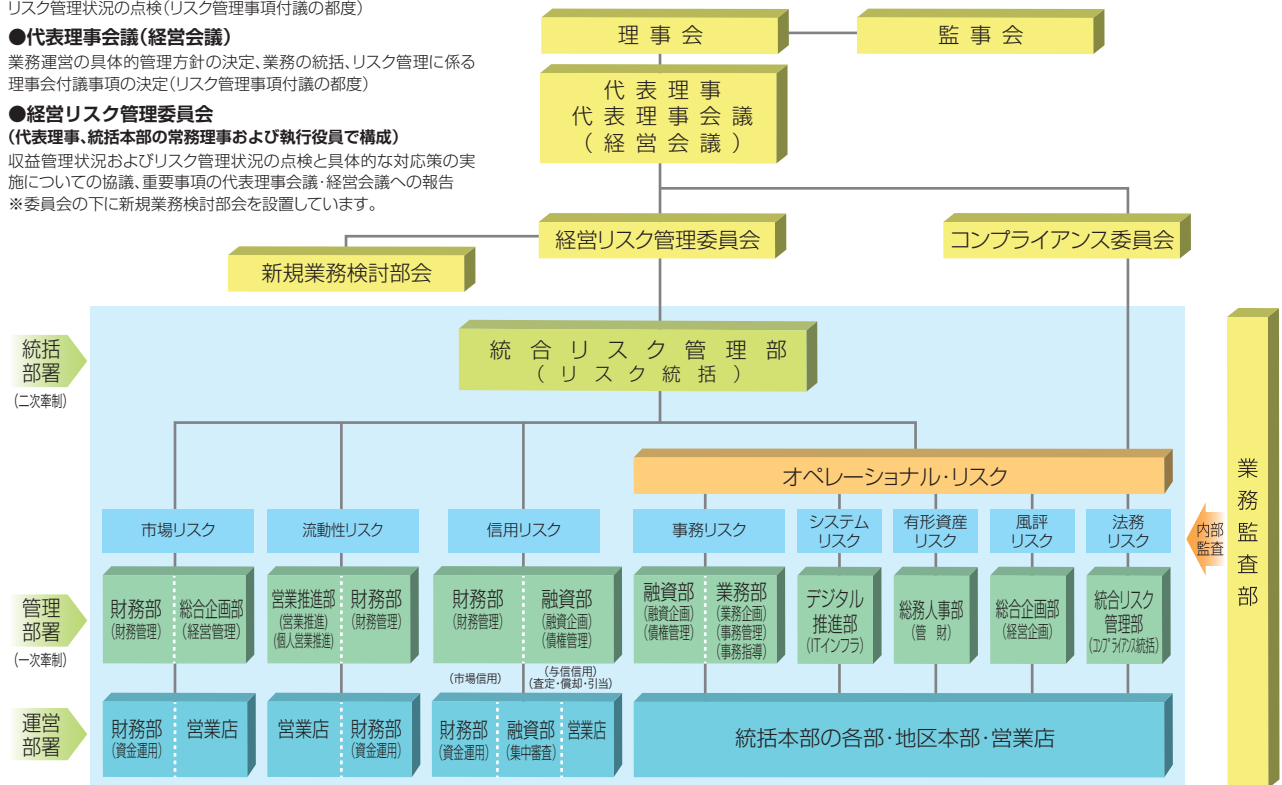 リスク管理状況の点検(リスク管理事項付議の都度)
●代表理事会議(経営会議)
業務運営の具体的管理方針の決定、業務の統括、リスク管理に係る
理事会付議事項の決定(リスク管理事項付議の都度)
●経営リスク管理委員会
(代表理事、統括本部の常務理事および執行役員で構成)
収益管理状況およびリスク管理状況の点検と具体的な対応策の実
施についての協議、重要事項の代表理事会議・経営会議への報告
※委員会の下に新規業務検討部会を設置しています。
理事会
監事会
代表理事
代表理事会議
(経営会議)
経営リスク管理委員会
コンプライアンス委員会
新規業務検討部会
統括
部署
(二次牽制)
統合リスク管理部
(リスク統括)
オペレーショナル・リスク
市場リスク
流動性リスク
信用リスク
事務リスク
システム
リスク
有形資産
リスク
風評
リスク
法務
リスク
内部
監査
業務監査部
管理
部署
(一次牽制)
財務部
(財務管理)
総合企画部
(経営管理)
営業推進部
(営業推進)
(個人営業推進)
財務部
(財務管理)
財務部
(財務管理)
融資部
(融資企画)
(債権管理)
融資部
(融資企画)
(債権管理)
業務部
(業務企画)
(事務管理)
(事務指導)
デジタル
推進部
(ITインフラ)
総務人事部
(管 財)
総合企画部
(経営企画)
統合リスク
管理部
(コンプライアンス統括)
(市場信用)
(与信信用)
(査定・償却・引当)
運営
部署
財務部
(資金運用)
営業店
営業店
財務部
(資金運用)
財務部
(資金運用)
融資部
(集中審査)
営業店
統括本部の各部・地区本部・営業店